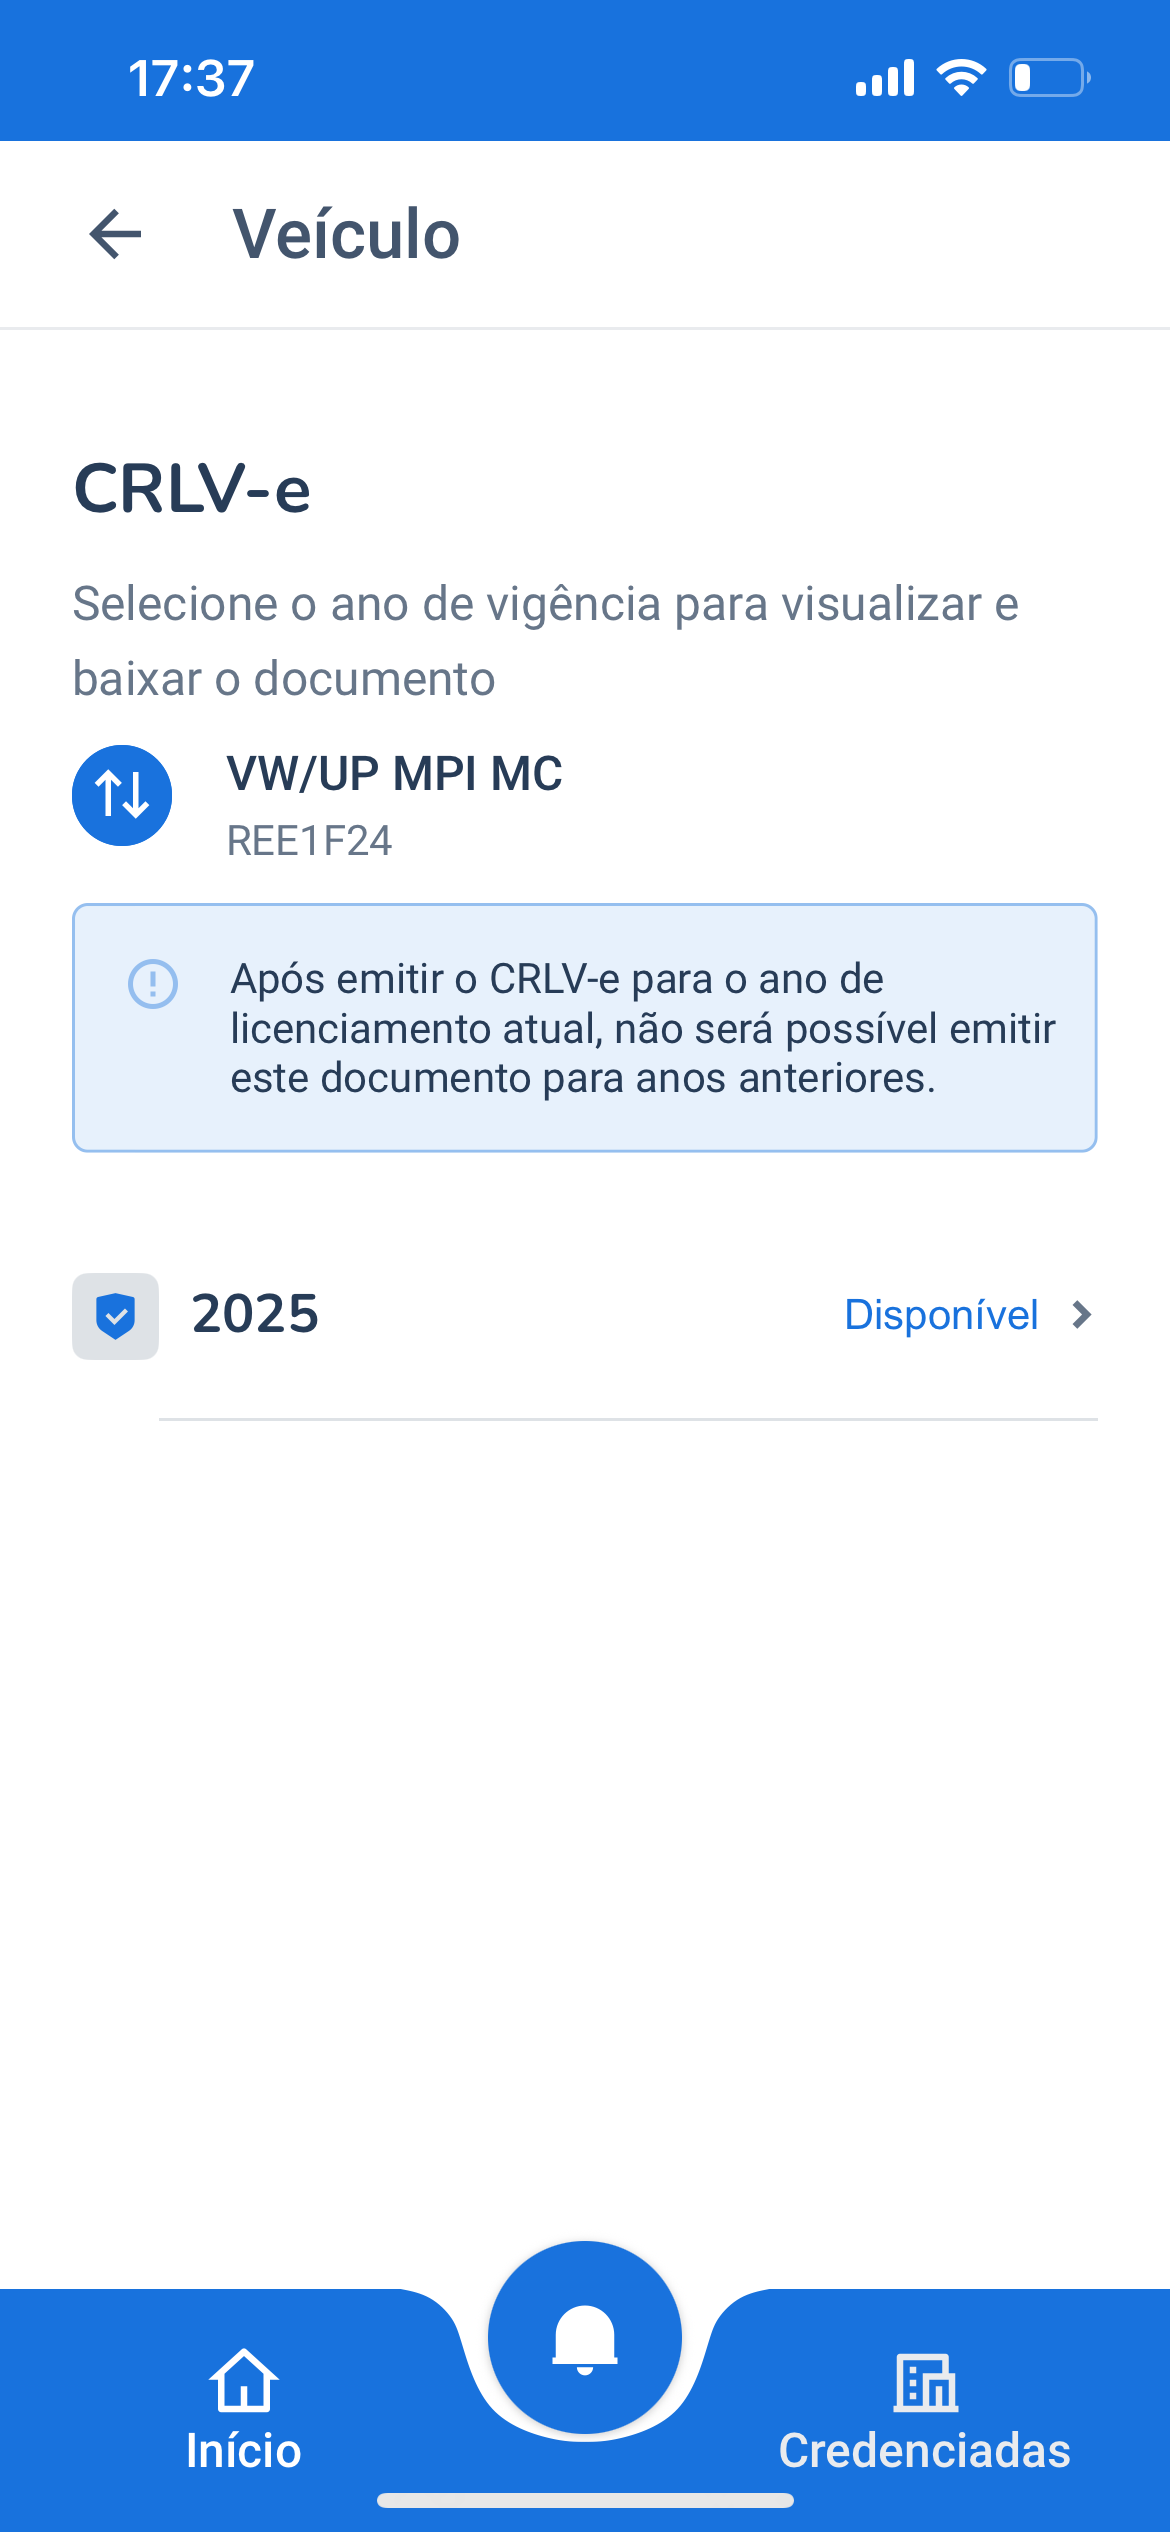 17:37
Veículo
CRLV-e
Selecione o ano de vigência para visualizar e
baixar o documento
VW/UP MPI MC
REE1F24
Após emitir o CRLV-e para o ano de
licenciamento atual, não será possível emitir
este documento para anos anteriores.
2025 Disponível
Início Credenciadas